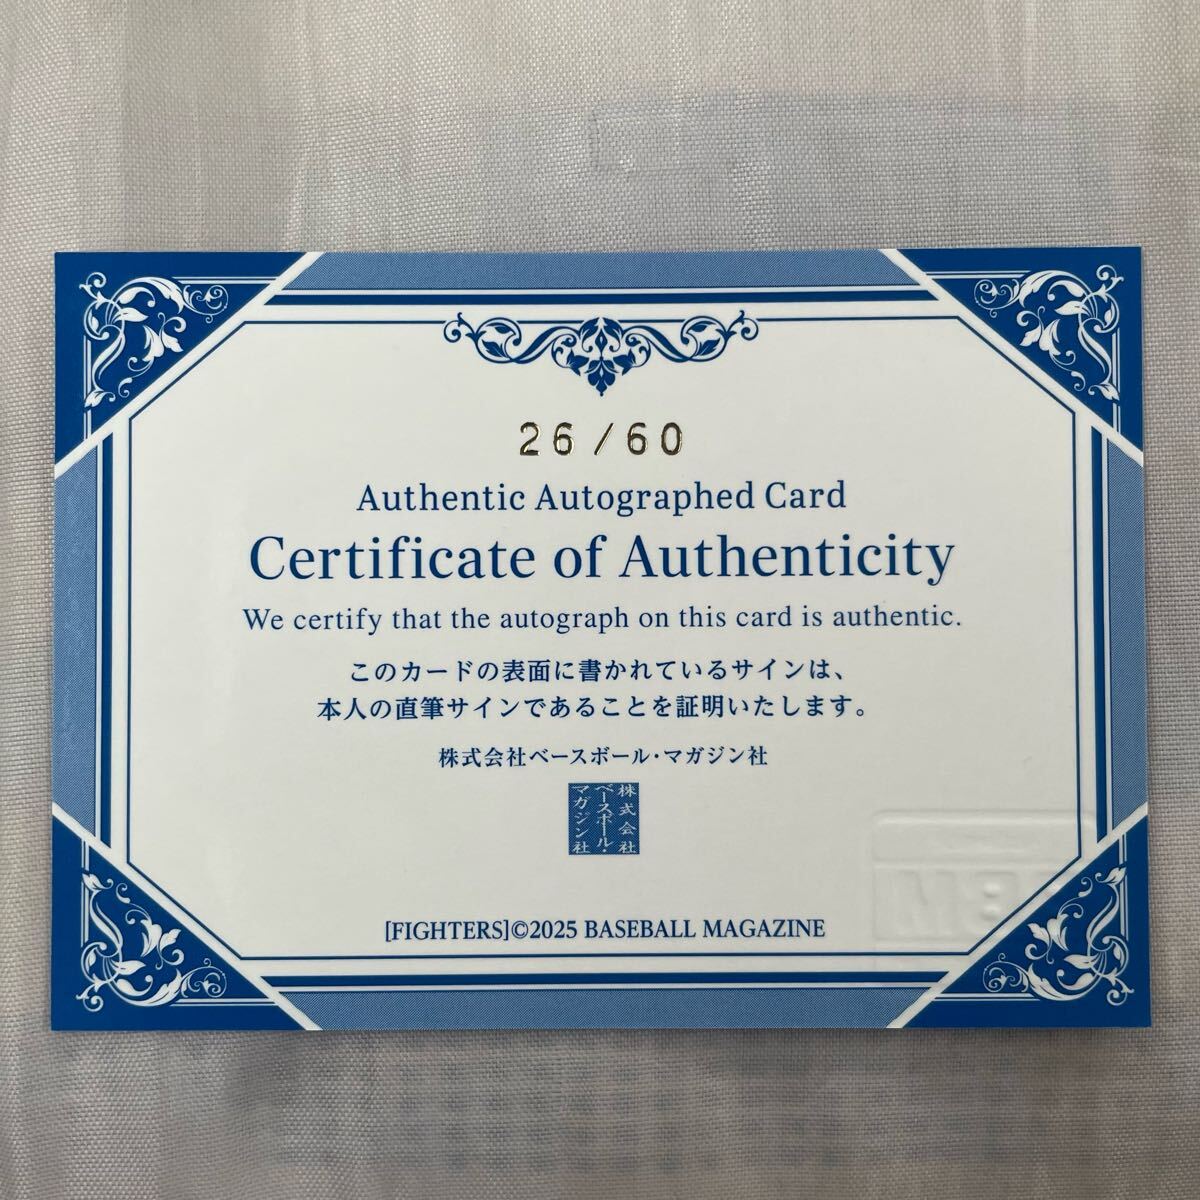 26/60
Authentic Autographed Card
Certificate of Authenticity
We certify that the autograph on this card is authentic.
このカードの表面に書かれているサインは、
本人の直筆サインであることを証明いたします。
株式会社ベースボール・マガジン社
株式会社
ベースボール・
マガジン社
[FIGHTERS]©2025 BASEBALL MAGAZINE